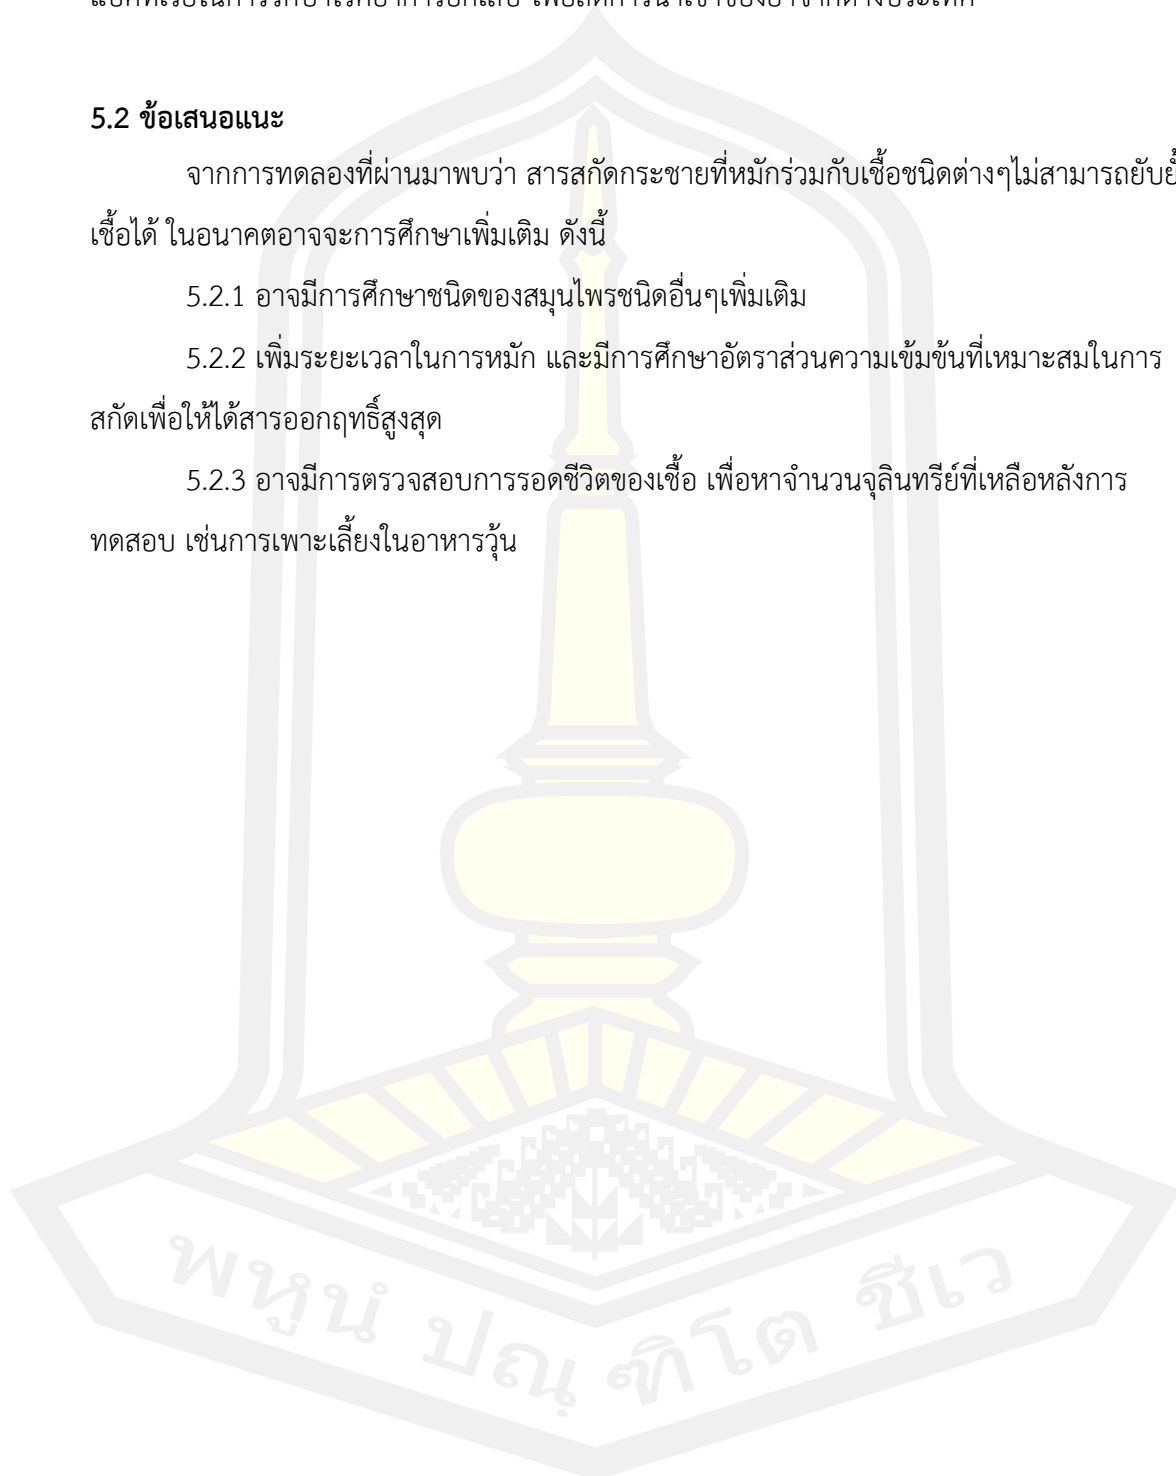 5.2 ข้อเสนอแนะ
จากการทดลองที่ผ่านมาพบว่า สารสกัดกระชายที่หมักร่วมกับเชื้อชนิดต่างๆไม่สามารถยับยั้
เชื้อได้ ในอนาคตอาจจะการศึกษาเพิ่มเติม ดังนี้
5.2.1 อาจมีการศึกษาชนิดของสมุนไพรชนิดอื่นๆเพิ่มเติม
5.2.2 เพิ่มระยะเวลาในการหมัก และมีการศึกษาอัตราส่วนความเข้มข้นที่เหมาะสมในการ
สกัดเพื่อให้ได้สารออกฤทธิ์สูงสุด
5.2.3 อาจมีการตรวจสอบการรอดชีวิตของเชื้อ เพื่อหาจำนวนจุลินทรีย์ที่เหลือหลังการ
ทดสอบ เช่นการเพาะเลี้ยงในอาหารวุ้น
พหูนํ ปณฺฑิโต ชีเว